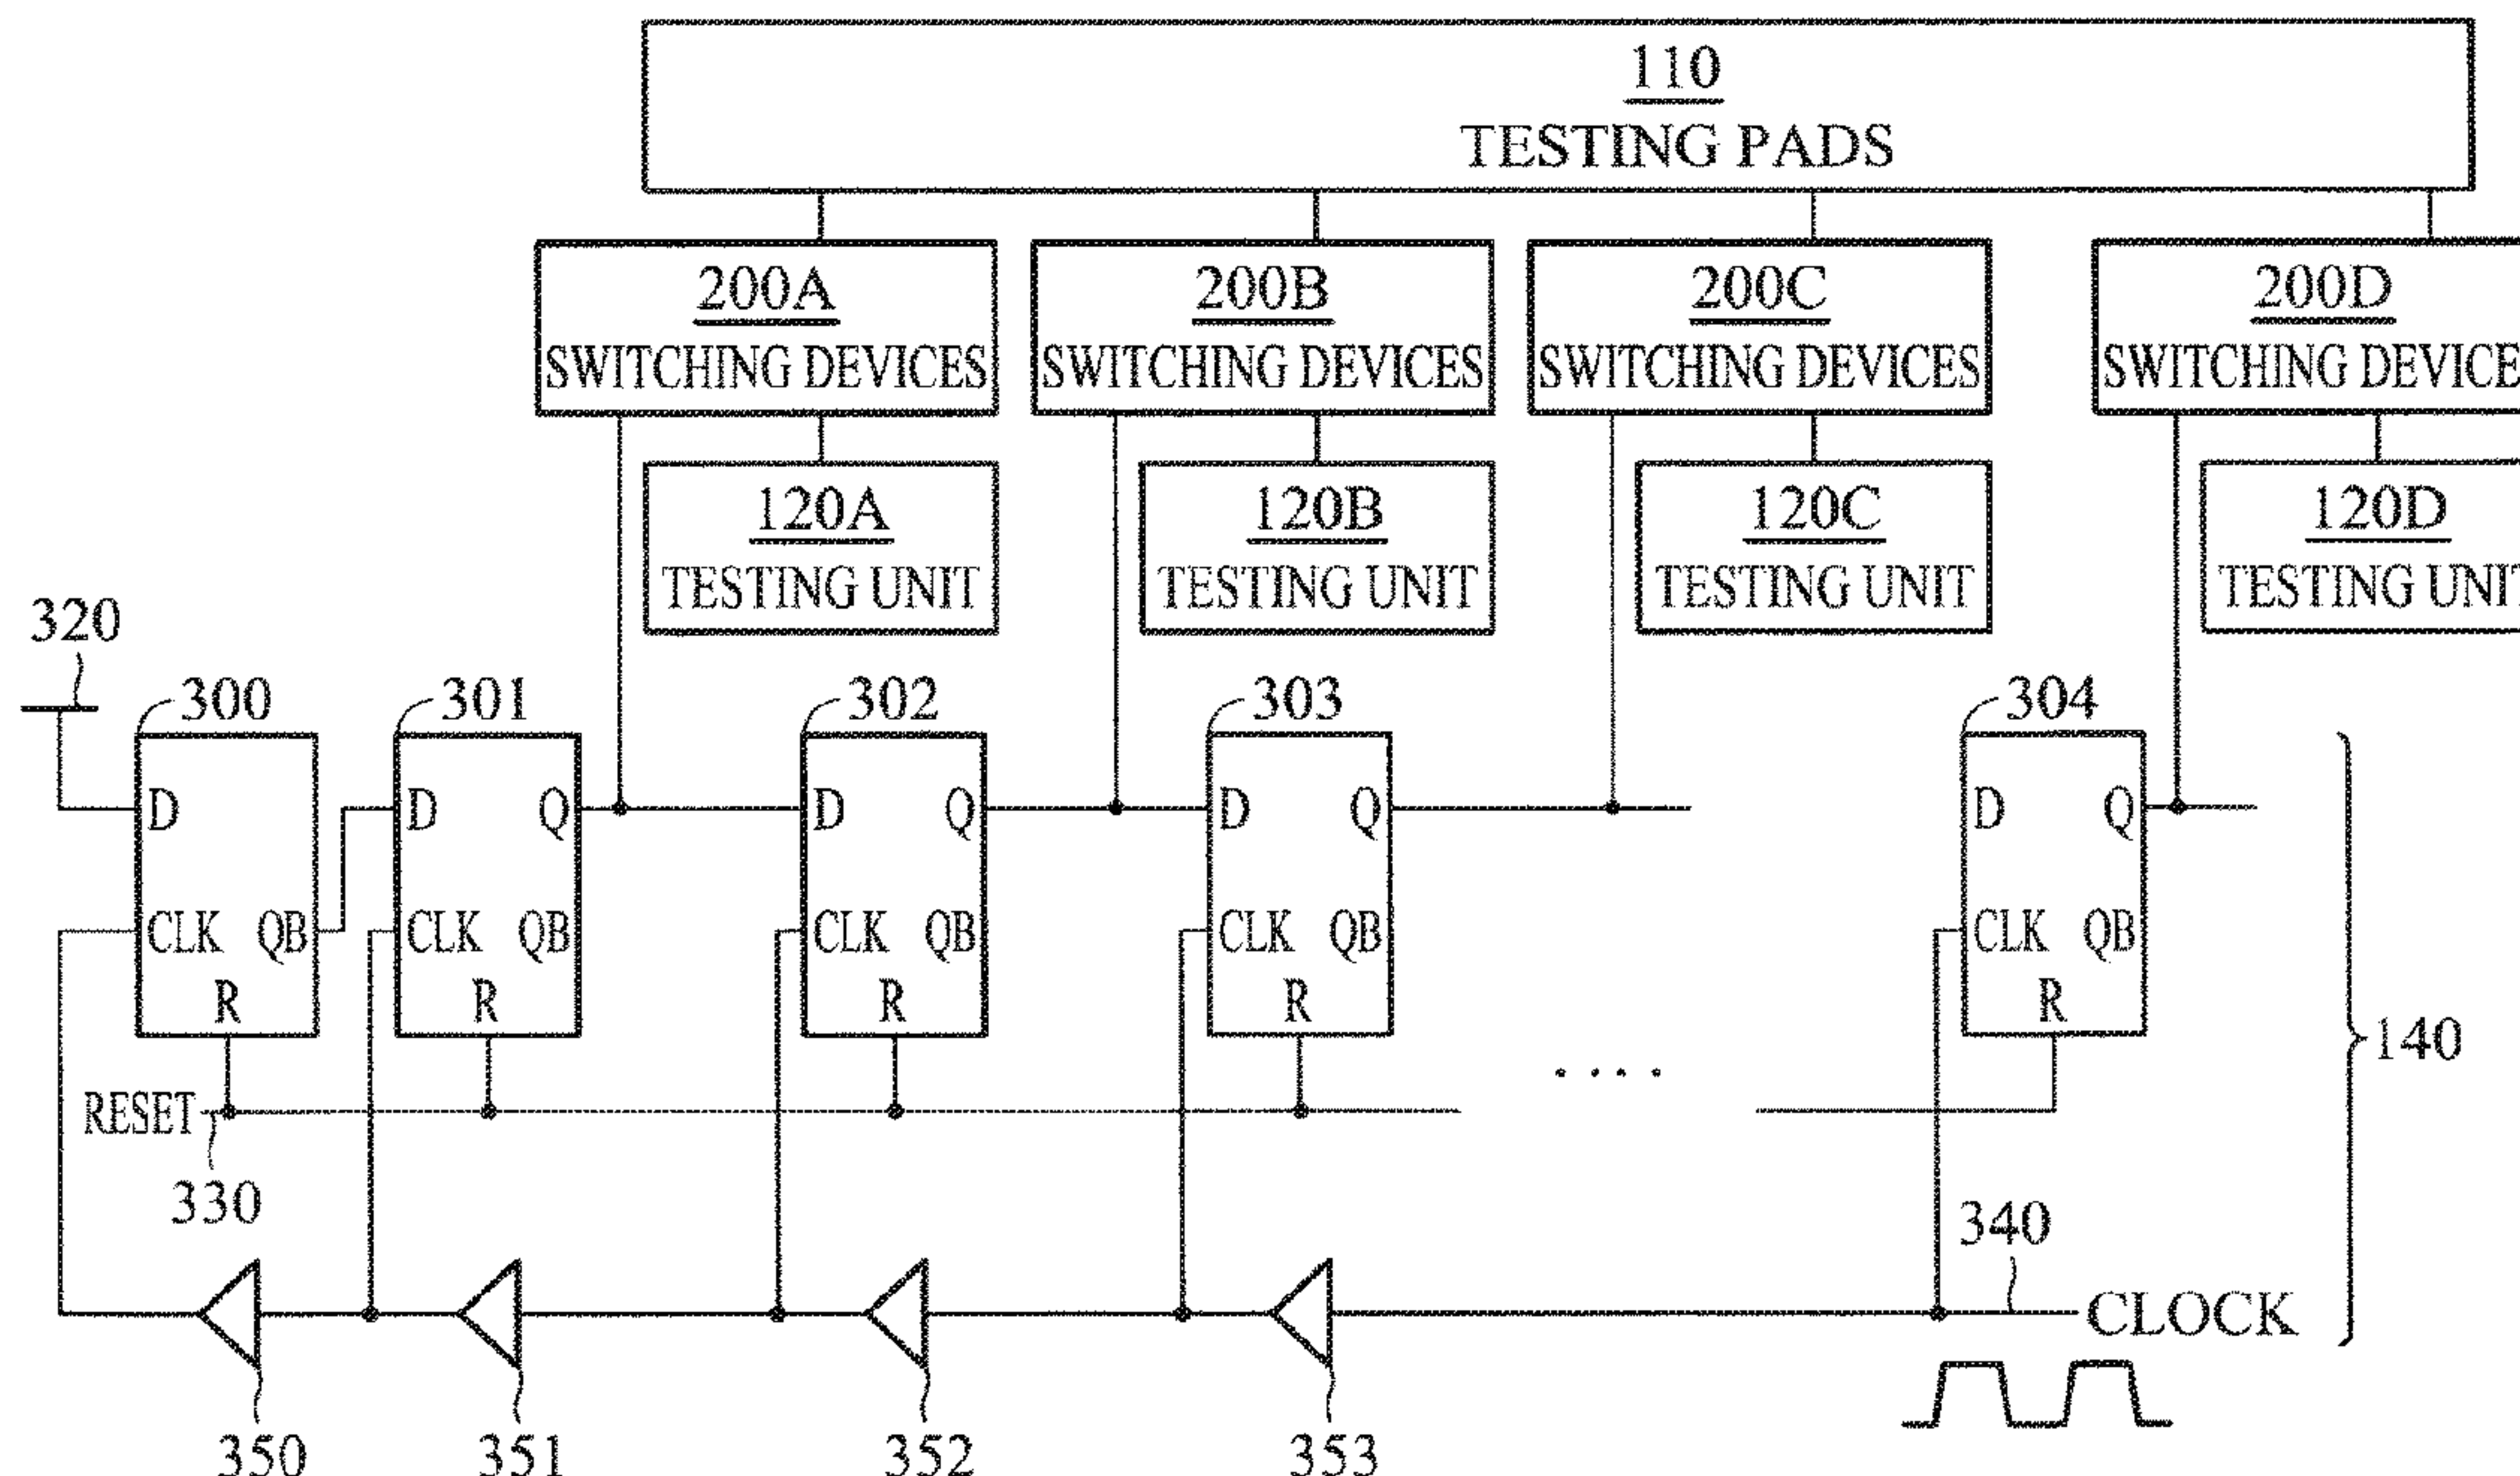 110
TESTING PADS
200A 200B 200C 200D
SWITCHING DEVICES SWITCHING DEVICES SWITCHING DEVICES SWITCHING DEVICE
120A 120B 120C 120D
TESTING UNIT TESTING UNIT TESTING UNIT TESTING UNIT
320
300 301 302 303 304
D D Q D Q D Q D Q
CLK QB CLK QB CLK QB CLK QB CLK QB
R R R R R
140
RESET
330
340
CLOCK
350 351 352 353